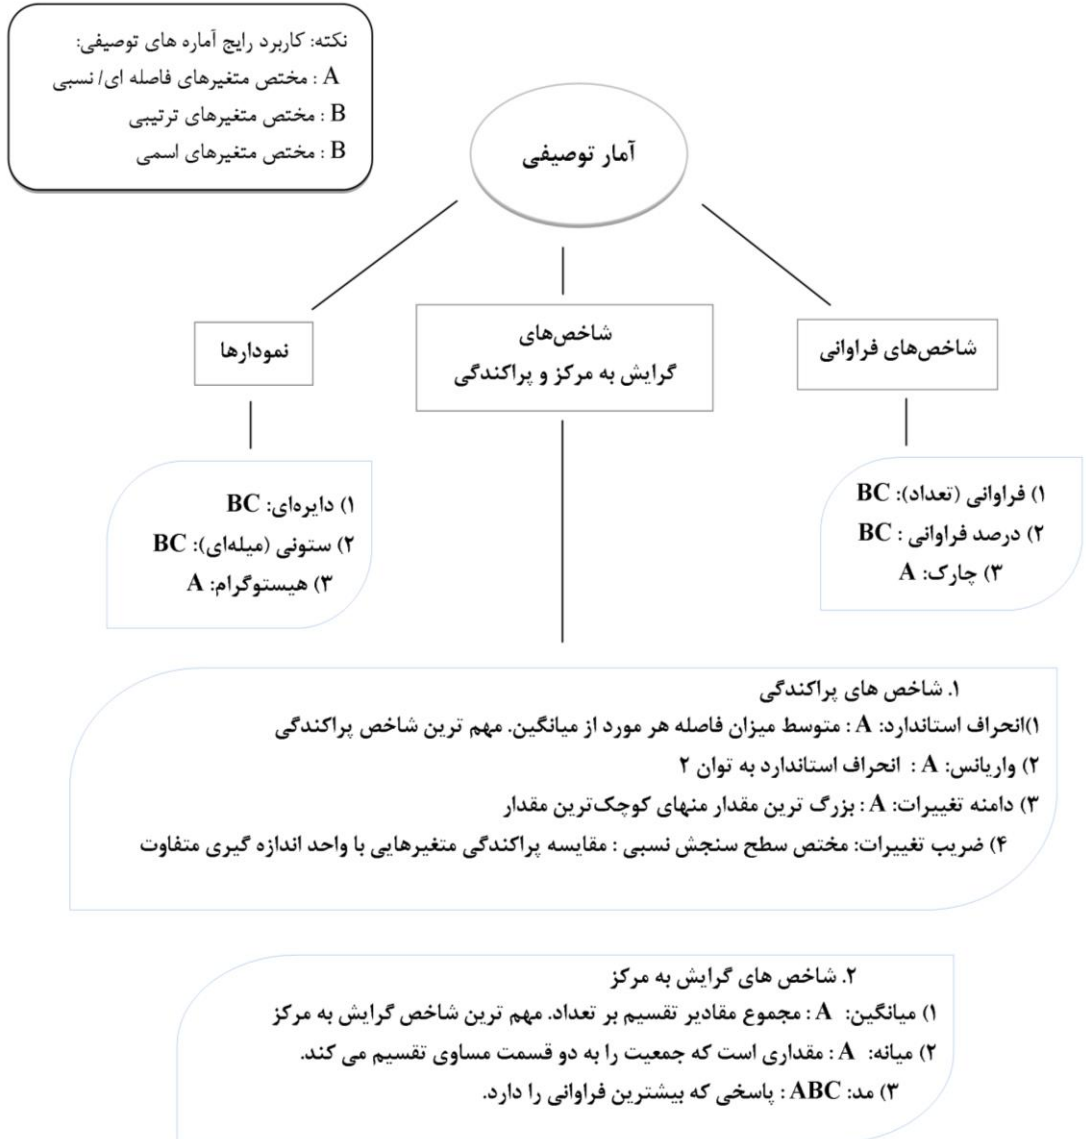 نکته: کاربرد رایج آماره های توصیفی:
A : مختص متغیرهای فاصله ای/ نسبی
B : مختص متغیرهای ترتیبی
B : مختص متغیرهای اسمی
آمار توصیفی
شاخص‌های فراوانی
شاخص‌های
گرایش به مرکز و پراکندگی
نمودارها
۱) فراوانی (تعداد): BC
۲) درصد فراوانی : BC
۳) چارک: A
۱) دایره‌ای: BC
۲) ستونی (میله‌ای): BC
۳) هیستوگرام: A
۱. شاخص های پراکندگی
۱)انحراف استاندارد: A : متوسط میزان فاصله هر مورد از میانگین. مهم ترین شاخص پراکندگی
۲) واریانس: A : انحراف استاندارد به توان ۲
۳) دامنه تغییرات: A : بزرگ ترین مقدار منهای کوچک‌ترین مقدار
۴) ضریب تغییرات: مختص سطح سنجش نسبی : مقایسه پراکندگی متغیرهایی با واحد اندازه گیری متفاوت
۲. شاخص های گرایش به مرکز
۱) میانگین: A : مجموع مقادیر تقسیم بر تعداد. مهم ترین شاخص گرایش به مرکز
۲) میانه: A : مقداری است که جمعیت را به دو قسمت مساوی تقسیم می کند.
۳) مد: ABC : پاسخی که بیشترین فراوانی را دارد.